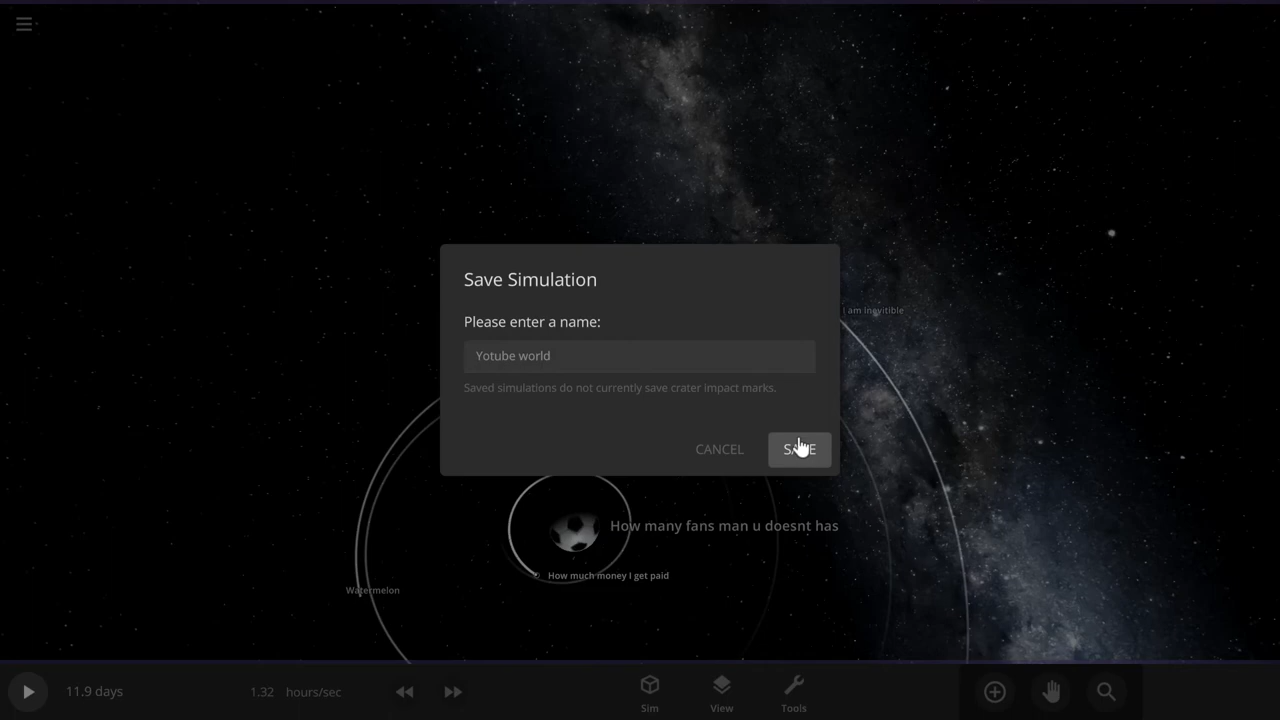 Save Simulation
Please enter a name:
I am Inevitible
Yotube world
Saved simulations do not currently save crater impact marks.
CANCEL
SAVE
How many fans man u doesnt has
How much money I get paid
Watermelon
11.9 days
1.32 hours/sec
Sim
View
Tools